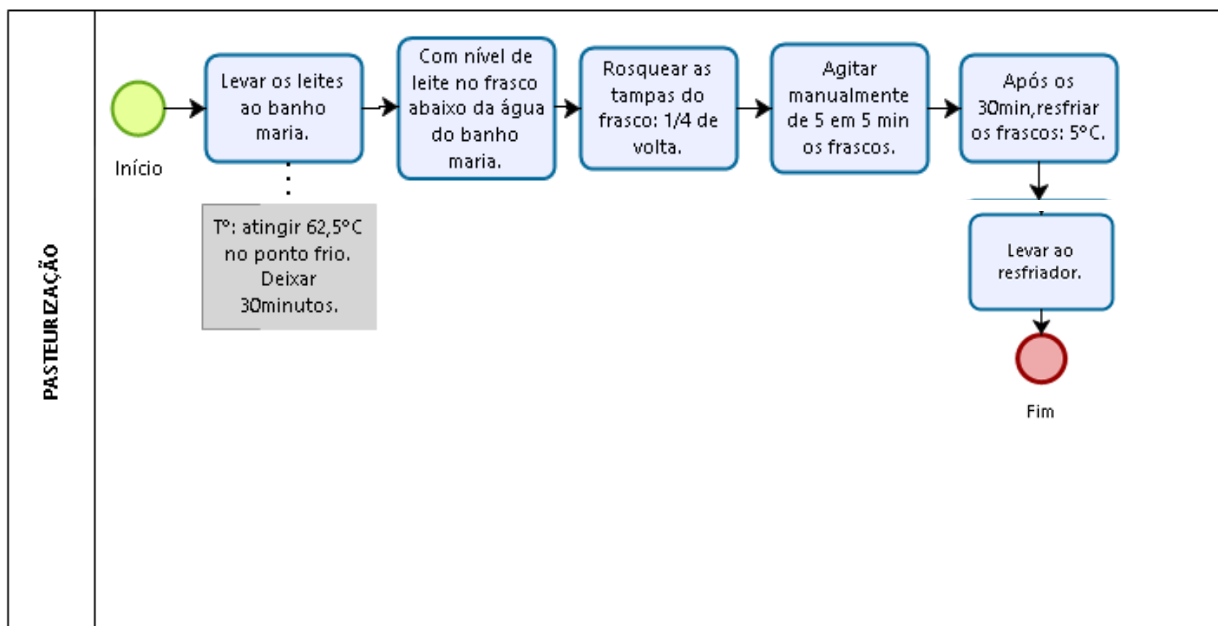 PASTEURIZAÇÃO
Início
Levar os leites
ao banho
maria.
Tº: atingir 62,5°C
no ponto frio.
Deixar
30minutos.
Com nível de
leite no frasco
abaixo da água
do banho
maria.
Rosquear as
tampas do
frasco: 1/4 de
volta.
Agitar
manualmente
de 5 em 5 min
os frascos.
Após os
30min,resfriar
os frascos: 5°C.
Levar ao
resfriador.
Fim